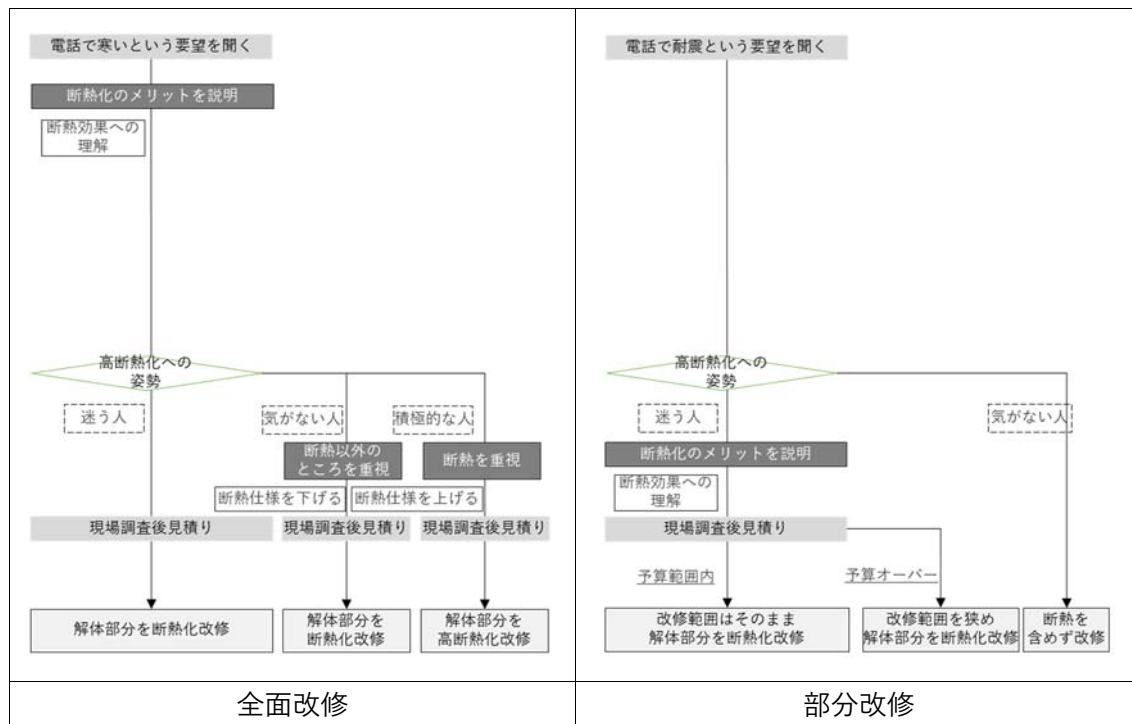 電話で寒いという要望を聞く
断熱化のメリットを説明
断熱効果への
理解
高断熱化への
姿勢
迷う人
気がない人
積極的な人
断熱以外の
ところを重視
断熱を重視
断熱仕様を下げる
断熱仕様を上げる
現場調査後見積り
現場調査後見積り
現場調査後見積り
解体部分を断熱化改修
解体部分を
断熱化改修
解体部分を
高断熱化改修
全面改修
電話で耐震という要望を聞く
高断熱化への
姿勢
迷う人
気がない人
断熱化のメリットを説明
断熱効果への
理解
現場調査後見積り
予算範囲内
予算オーバー
改修範囲はそのまま
解体部分を断熱化改修
改修範囲を狭め
解体部分を断熱化改修
断熱を
含めず改修
部分改修